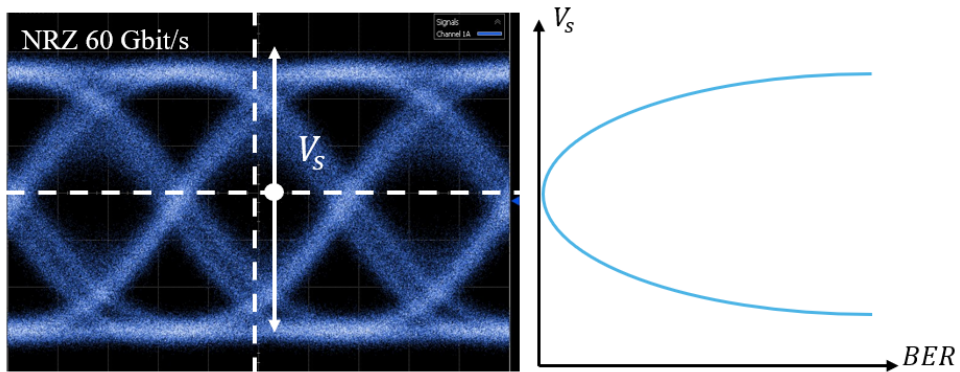 NRZ 60 Gbit/s
Signals
Channel 1A
V_s
V_s
BER